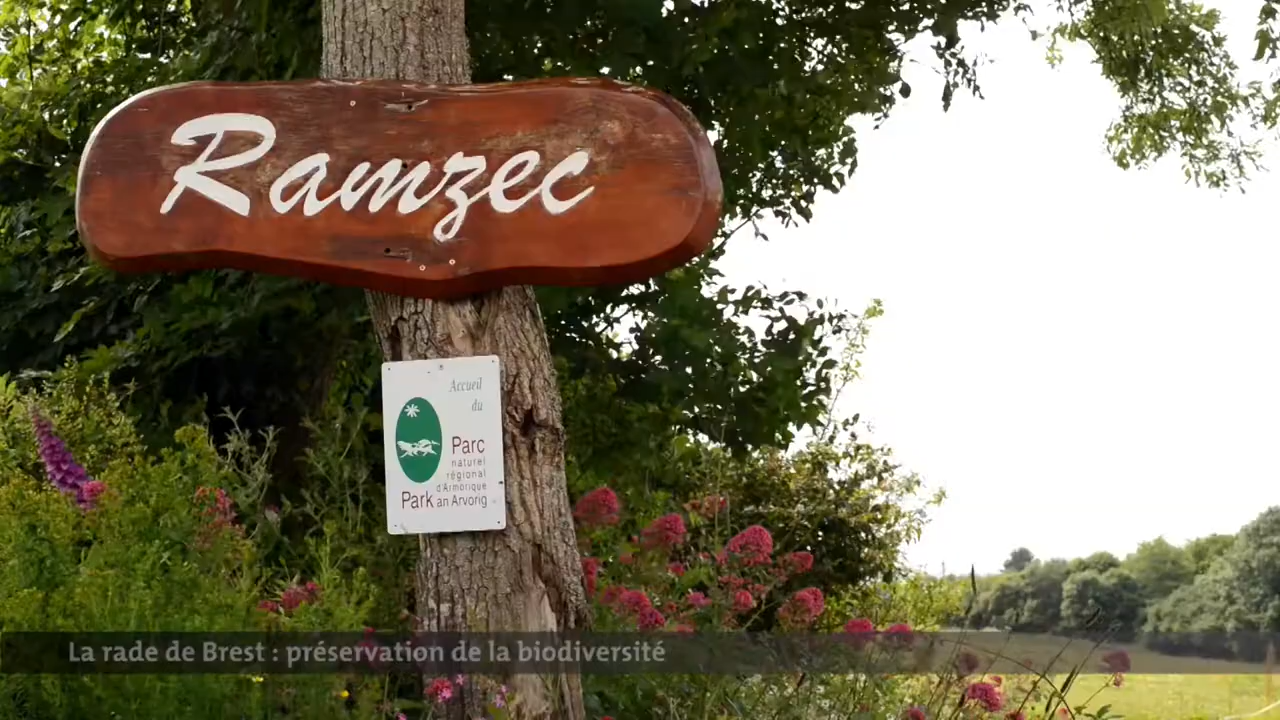 Ramzec
Accueil
du
Parc
naturel
régional
d'Armorique
Park an Arvorig
La rade de Brest : préservation de la biodiversité